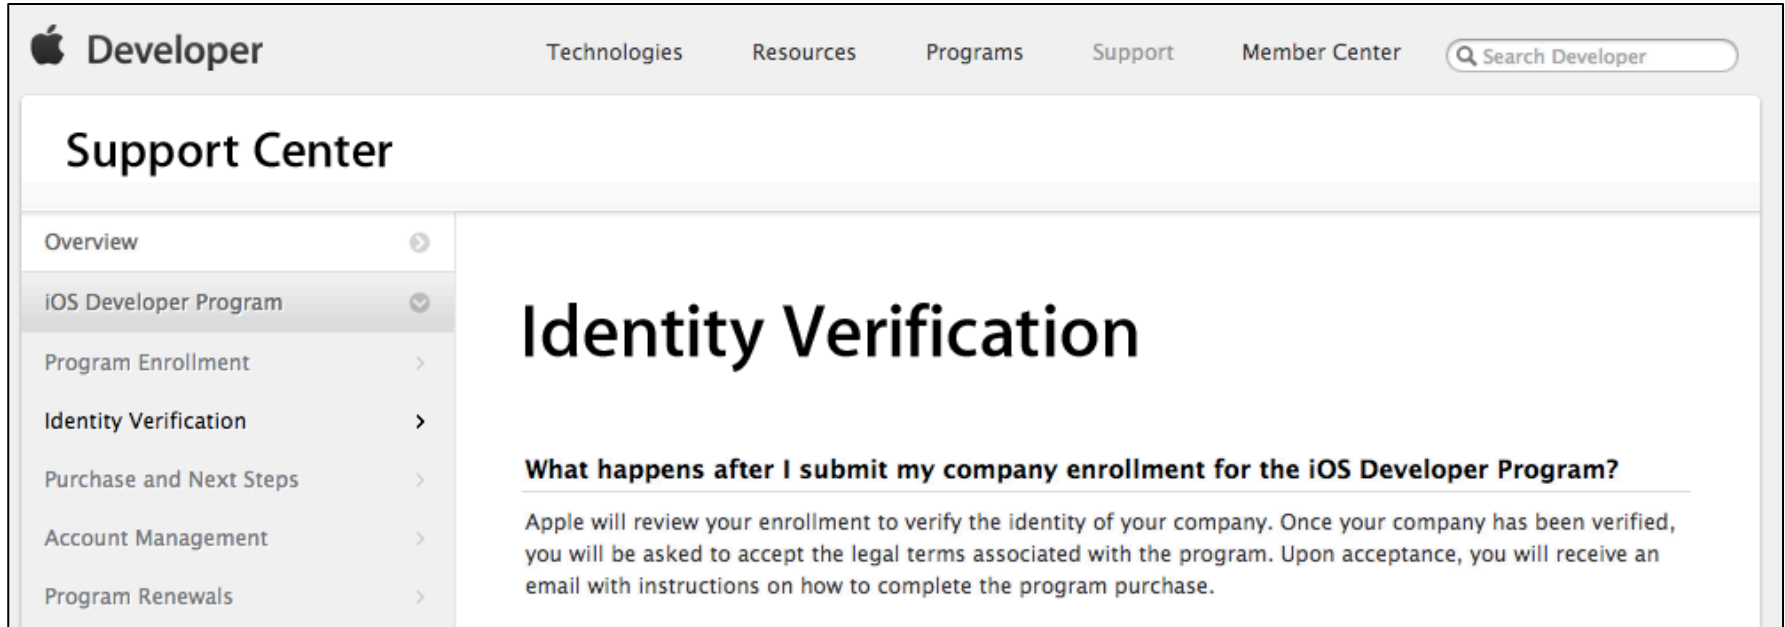 Developer
Technologies
Resources
Programs
Support
Member Center
Search Developer
Support Center
Overview
iOS Developer Program
Program Enrollment
Identity Verification
Purchase and Next Steps
Account Management
Program Renewals
Identity Verification
What happens after I submit my company enrollment for the iOS Developer Program?
Apple will review your enrollment to verify the identity of your company. Once your company has been verified,
you will be asked to accept the legal terms associated with the program. Upon acceptance, you will receive an
email with instructions on how to complete the program purchase.